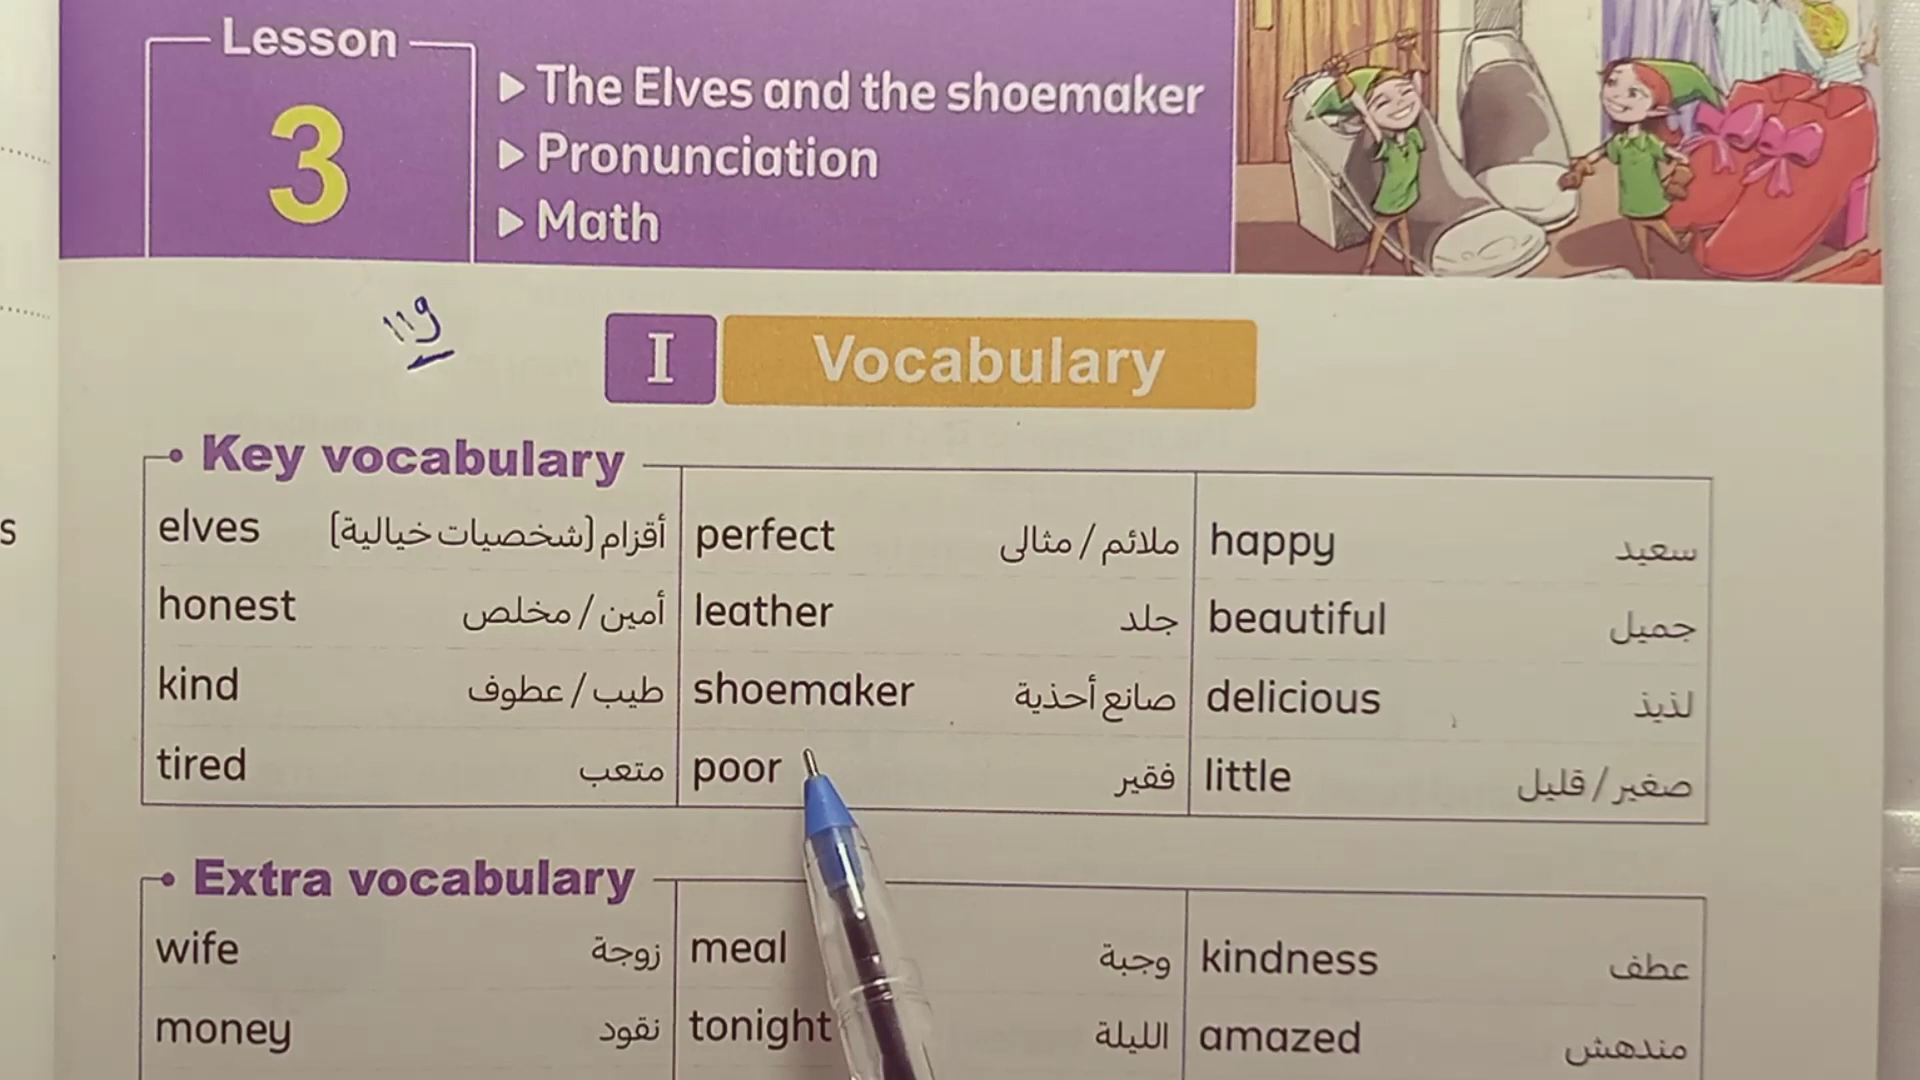 Lesson
3
The Elves and the shoemaker
Pronunciation
Math
119
I Vocabulary
Key vocabulary
elves أقزام (شخصيات خيالية) perfect ملائم / مثالى happy سعيد
honest أمين / مخلص leather جلد beautiful جميل
kind طيب / عطوف shoemaker صانع أحذية delicious لذيذ
tired متعب poor فقير little صغير / قليل
Extra vocabulary
wife زوجة meal وجبة kindness عطف
money نقود tonight الليلة amazed مندهش
s